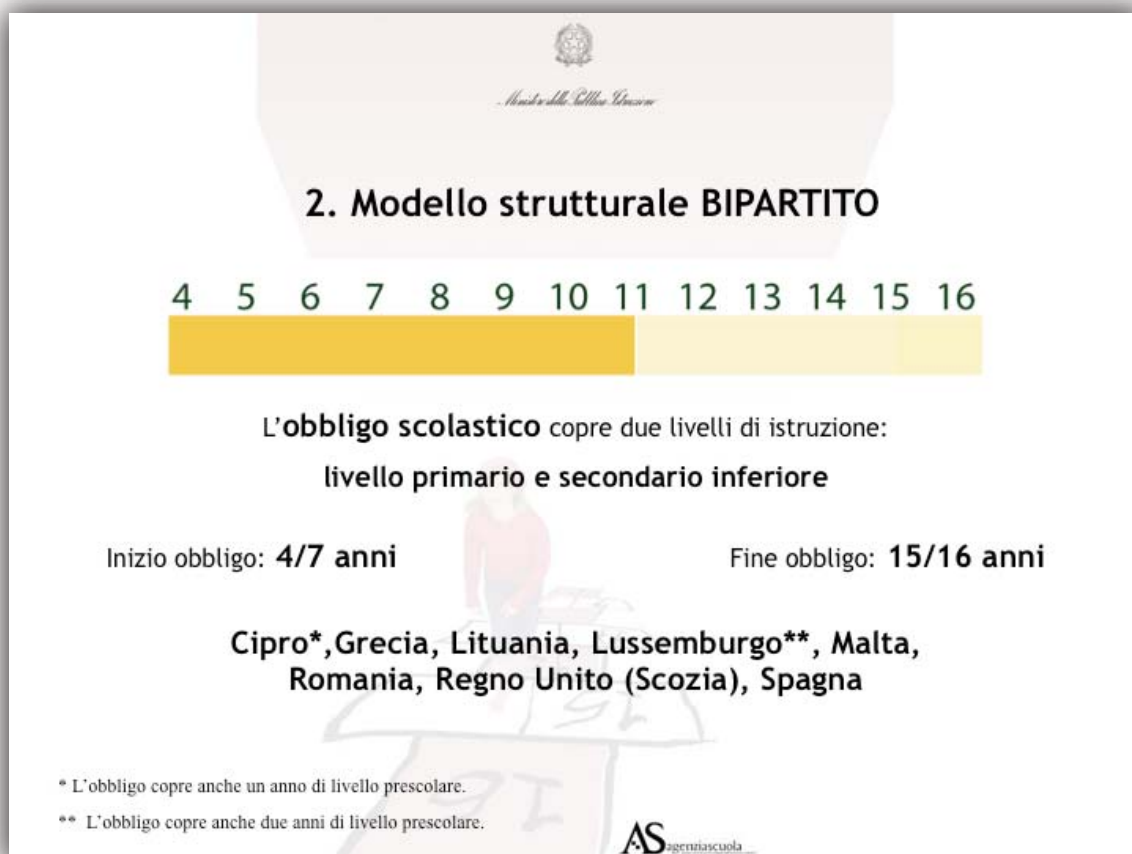 Ministero della Pubblica Istruzione
2. Modello strutturale BIPARTITO
4 5 6 7 8 9 10 11 12 13 14 15 16
L'obbligo scolastico copre due livelli di istruzione:
livello primario e secondario inferiore
Inizio obbligo: 4/7 anni Fine obbligo: 15/16 anni
Cipro*,Grecia, Lituania, Lussemburgo**, Malta,
Romania, Regno Unito (Scozia), Spagna
* L'obbligo copre anche un anno di livello prescolare.
** L'obbligo copre anche due anni di livello prescolare.
AS agenziascuola
16
16